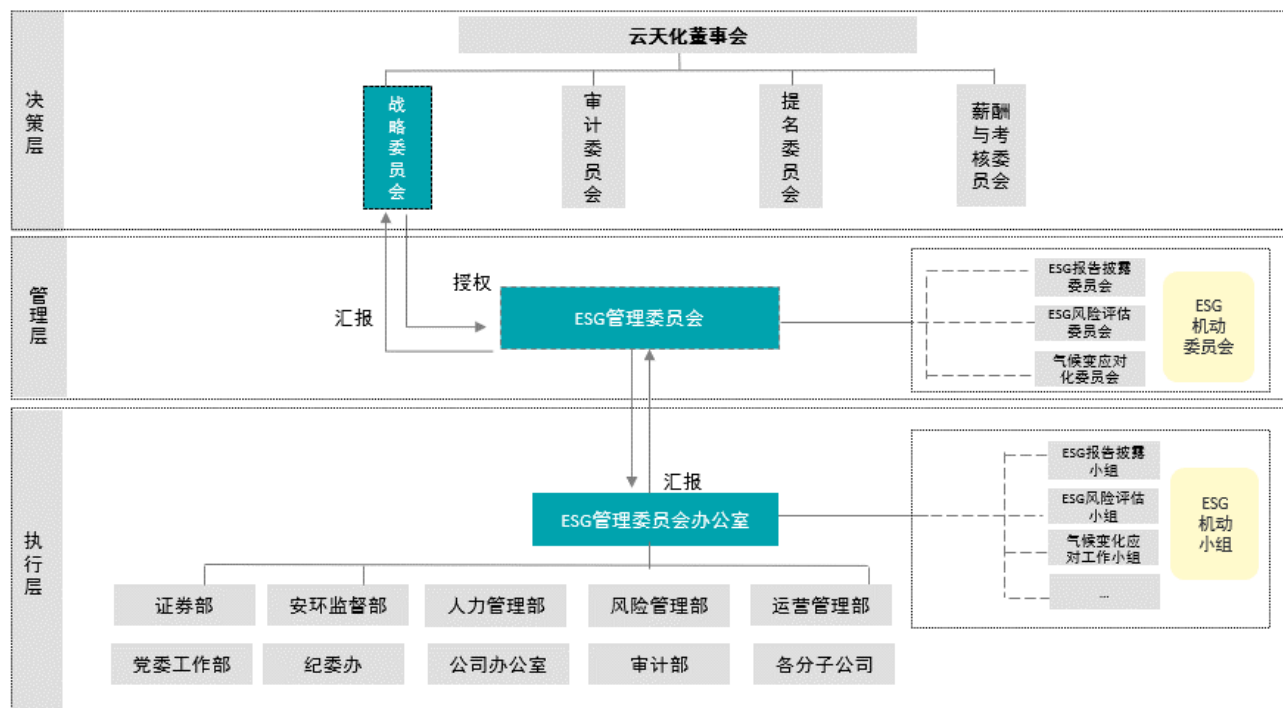 云天化董事会
决策层
战略委员会
审计委员会
提名委员会
薪酬
与考
核委
员会
管理层
授权
汇报
ESG管理委员会
ESG报告披露
委员会
ESG风险评估
委员会
气候变应对
化委员会
ESG
机动
委员会
执行层
汇报
ESG管理委员会办公室
ESG报告披露
小组
ESG风险评估
小组
气候变化应
对工作小组
...
ESG
机动
小组
证券部
安环监督部
人力管理部
风险管理部
运营管理部
党委工作部
纪委办
公司办公室
审计部
各分子公司